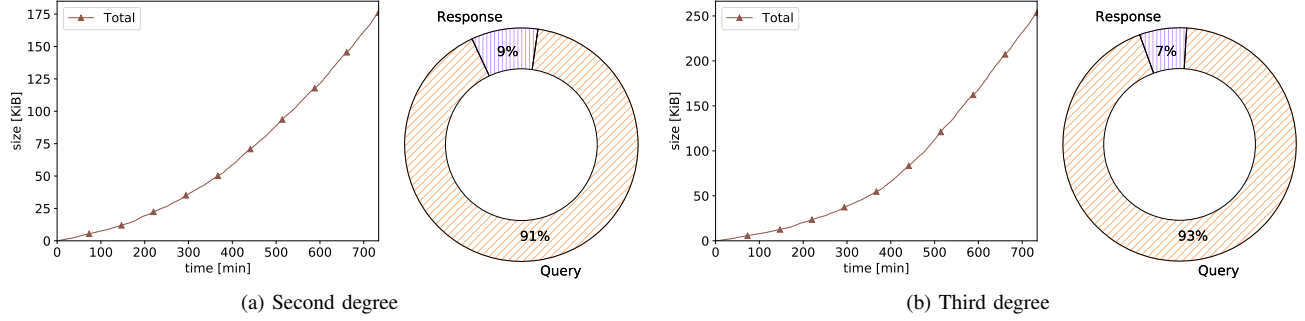 Total
175
150
125
100
75
50
25
0
size [KiB]
0 100 200 300 400 500 600 700
time [min]
Response
9%
91%
Query
(a) Second degree
Total
250
200
150
100
50
0
size [KiB]
0 100 200 300 400 500 600 700
time [min]
Response
7%
93%
Query
(b) Third degree